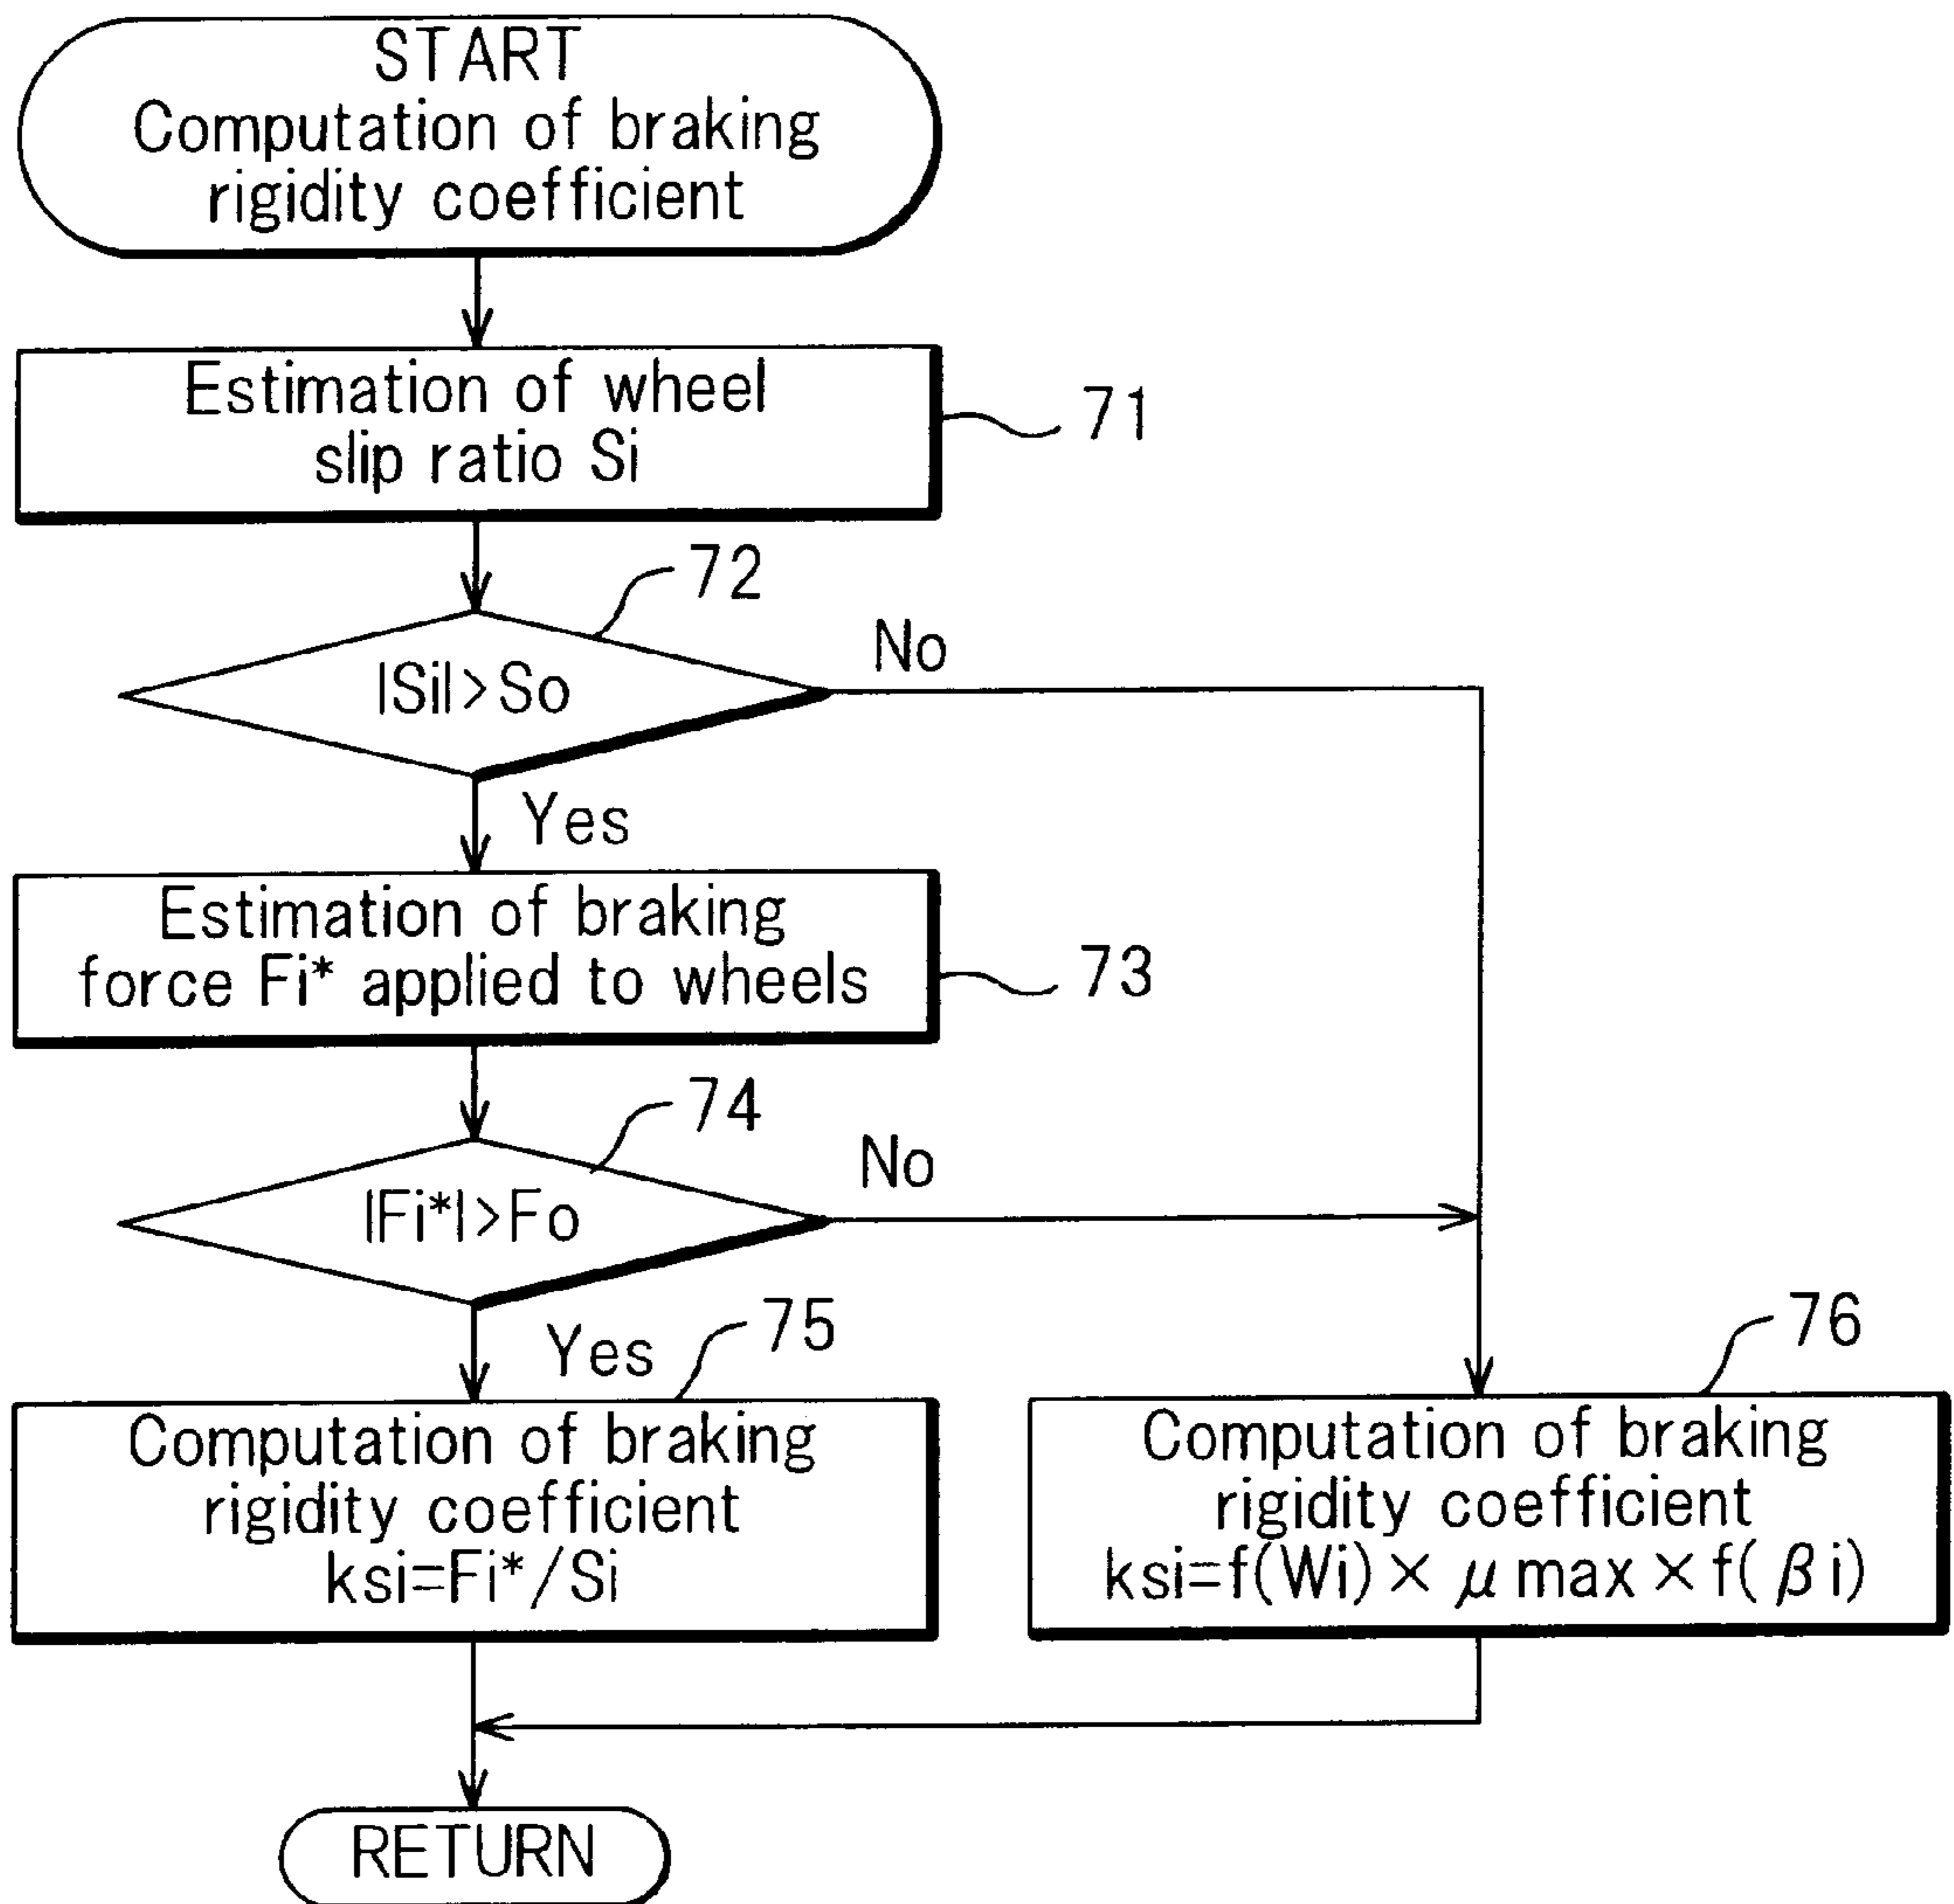 START
Computation of braking
rigidity coefficient
Estimation of wheel
slip ratio Si
71
72
|Si|>So
No
Yes
Estimation of braking
force Fi* applied to wheels
73
74
|Fi*|>Fo
No
Yes
75
Computation of braking
rigidity coefficient
ksi=Fi*/Si
76
Computation of braking
rigidity coefficient
ksi=f(Wi)×μmax×f(βi)
RETURN